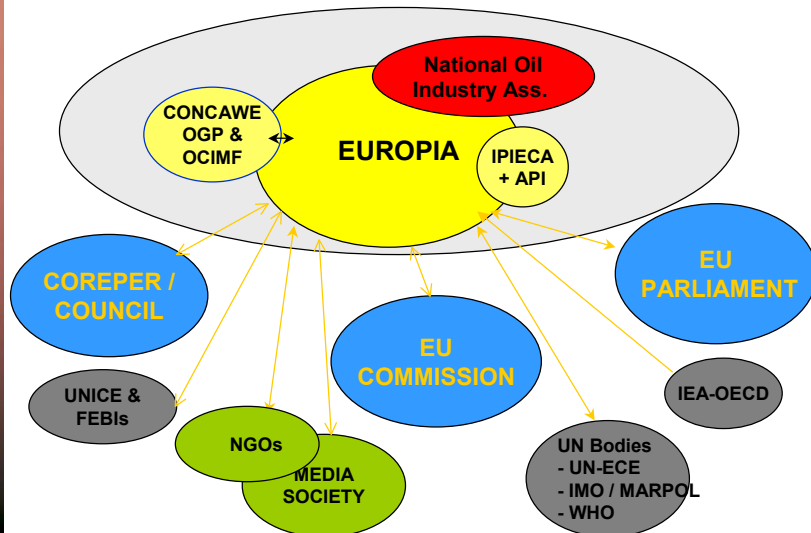 National Oil
Industry Ass.
CONCAWE
OGP &
OCIMF
EUROPIA
IPIECA
+ API
COREPER /
COUNCIL
EU
PARLIAMENT
EU
COMMISSION
UNICE &
FEBIs
IEA-OECD
NGOs
MEDIA
SOCIETY
UN Bodies
- UN-ECE
- IMO / MARPOL
- WHO